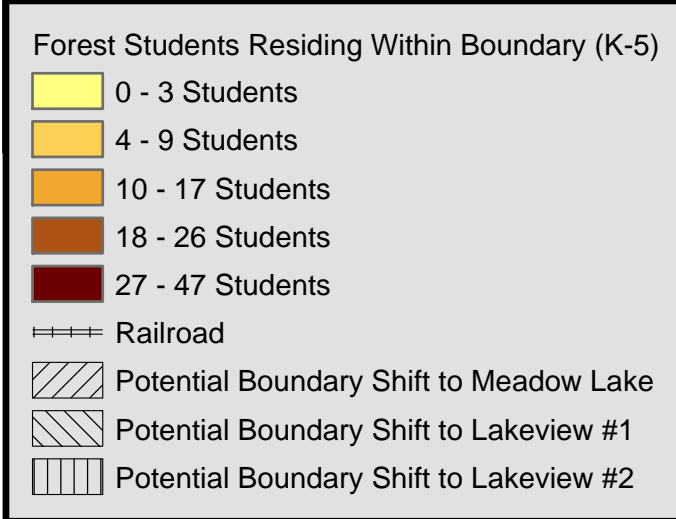 Forest Students Residing Within Boundary (K-5)
0 - 3 Students
4 - 9 Students
10 - 17 Students
18 - 26 Students
27 - 47 Students
Railroad
Potential Boundary Shift to Meadow Lake
Potential Boundary Shift to Lakeview #1
Potential Boundary Shift to Lakeview #2